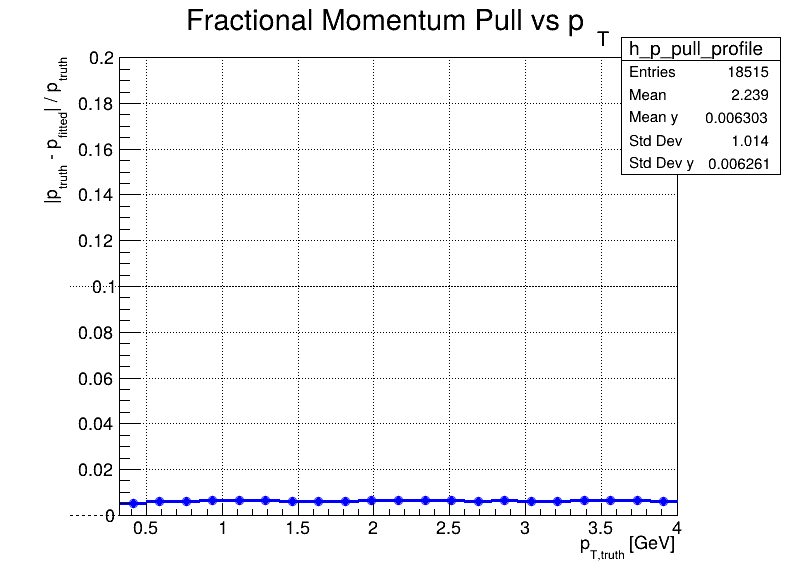 Fractional Momentum Pull vs p_T
h_p_pull_profile
Entries 18515
Mean 2.239
Mean y 0.006303
Std Dev 1.014
Std Dev y 0.006261
|p_truth - p_fitted| / p_truth
0.2
0.18
0.16
0.14
0.12
0.1
0.08
0.06
0.04
0.02
0
0.5 1 1.5 2 2.5 3 3.5 4
p_T,truth [GeV]